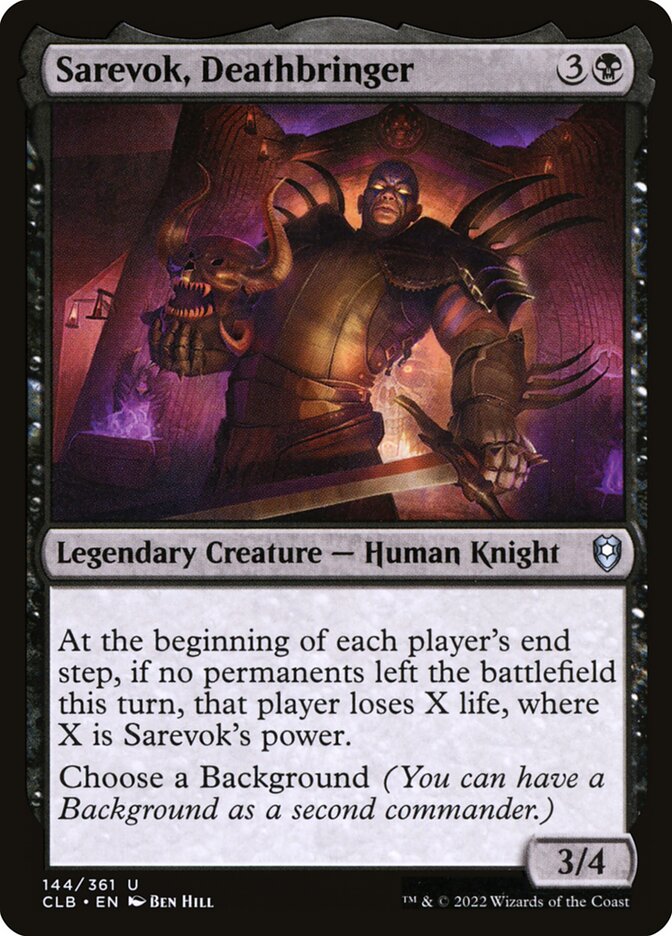 Sarevok, Deathbringer 3
Legendary Creature — Human Knight
At the beginning of each player's end
step, if no permanents left the battlefield
this turn, that player loses X life, where
X is Sarevok's power.
Choose a Background (You can have a
Background as a second commander.)
3/4
144/361 U
CLB • EN Ben Hill
™ & © 2022 Wizards of the Coast